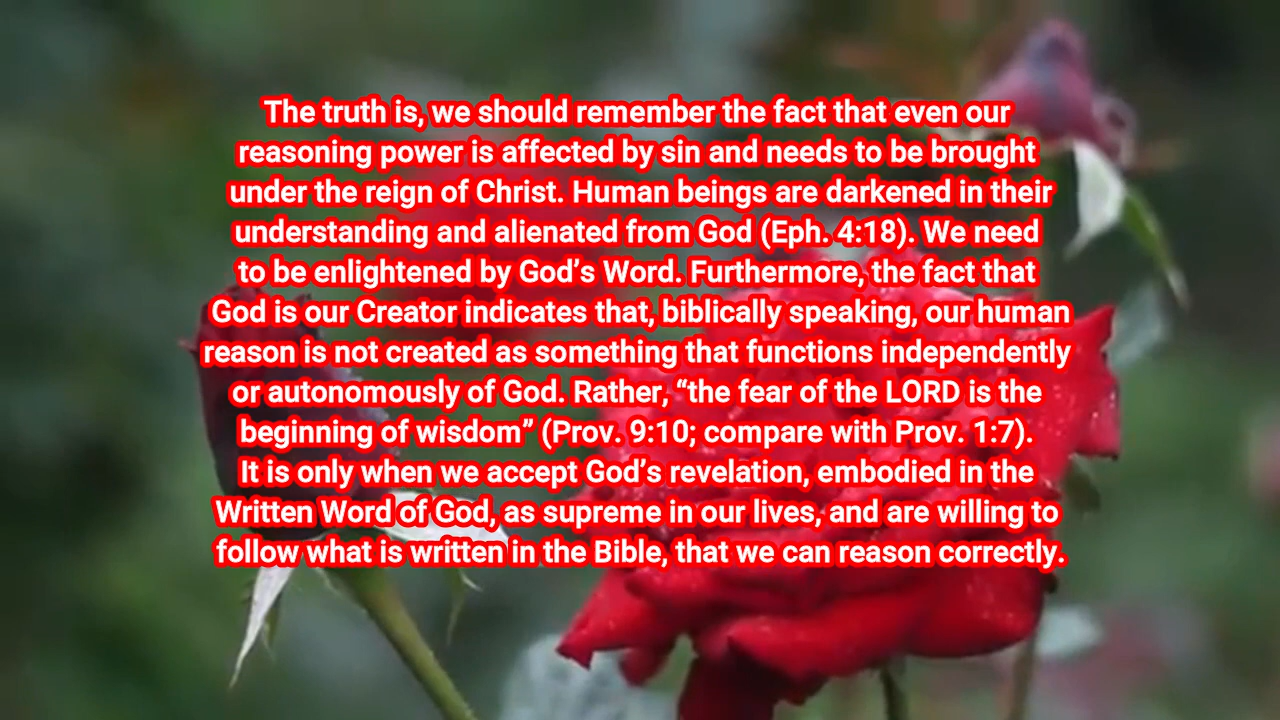 The truth is, we should remember the fact that even our
reasoning power is affected by sin and needs to be brought
under the reign of Christ. Human beings are darkened in their
understanding and alienated from God (Eph. 4:18). We need
to be enlightened by God’s Word. Furthermore, the fact that
God is our Creator indicates that, biblically speaking, our human
reason is not created as something that functions independently
or autonomously of God. Rather, “the fear of the LORD is the
beginning of wisdom” (Prov. 9:10; compare with Prov. 1:7).
It is only when we accept God’s revelation, embodied in the
Written Word of God, as supreme in our lives, and are willing to
follow what is written in the Bible, that we can reason correctly.